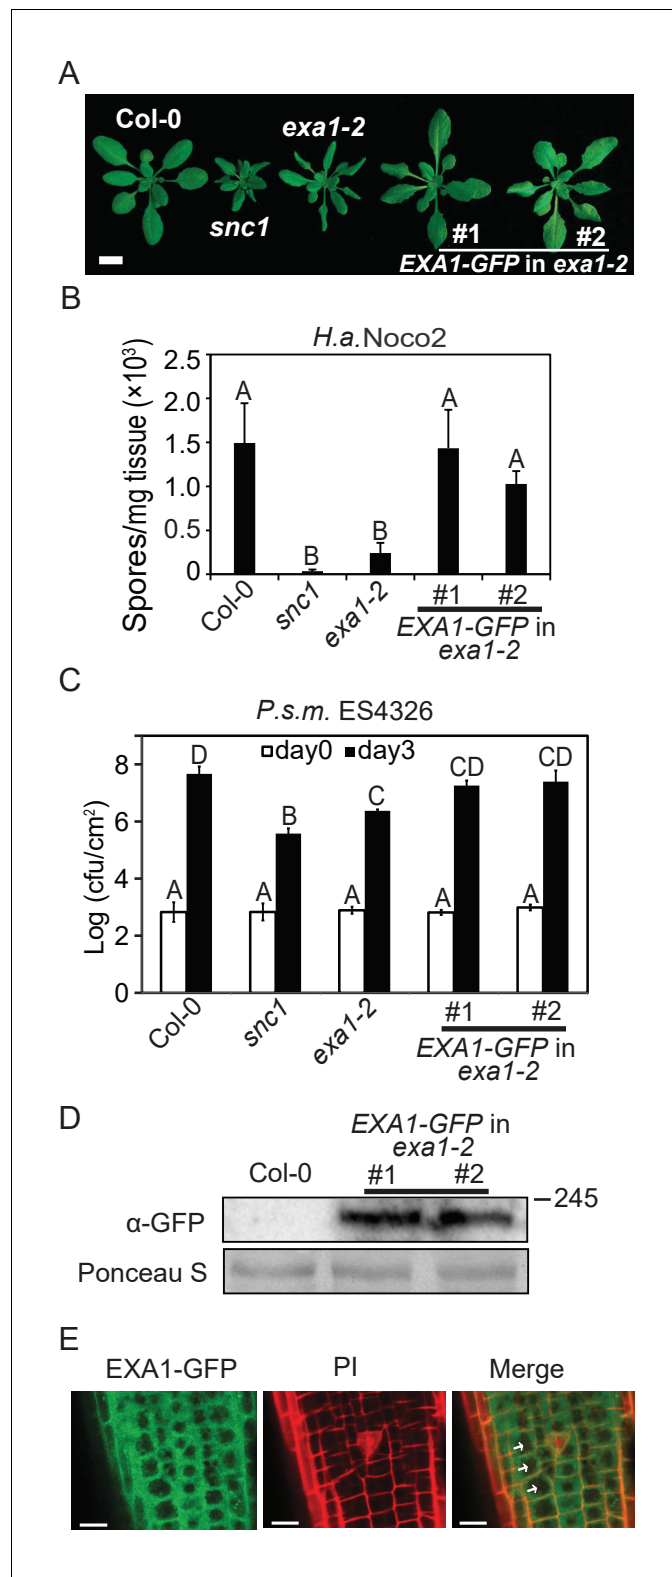 A
Col-0
exa1-2
snc1
#1
#2
EXA1-GFP in exa1-2
B
H.a.Noco2
Spores/mg tissue (×10³)
2.5
2.0
1.5
1.0
0.5
0
A
B
B
A
A
Col-0
snc1
exa1-2
#1
#2
EXA1-GFP in
exa1-2
C
P.s.m. ES4326
day0
day3
Log (cfu/cm²)
8
6
4
2
0
A
D
A
B
A
C
A
CD
A
CD
Col-0
snc1
exa1-2
#1
#2
EXA1-GFP in
exa1-2
D
EXA1-GFP in
exa1-2
Col-0
#1
#2
245
α-GFP
Ponceau S
E
EXA1-GFP
PI
Merge